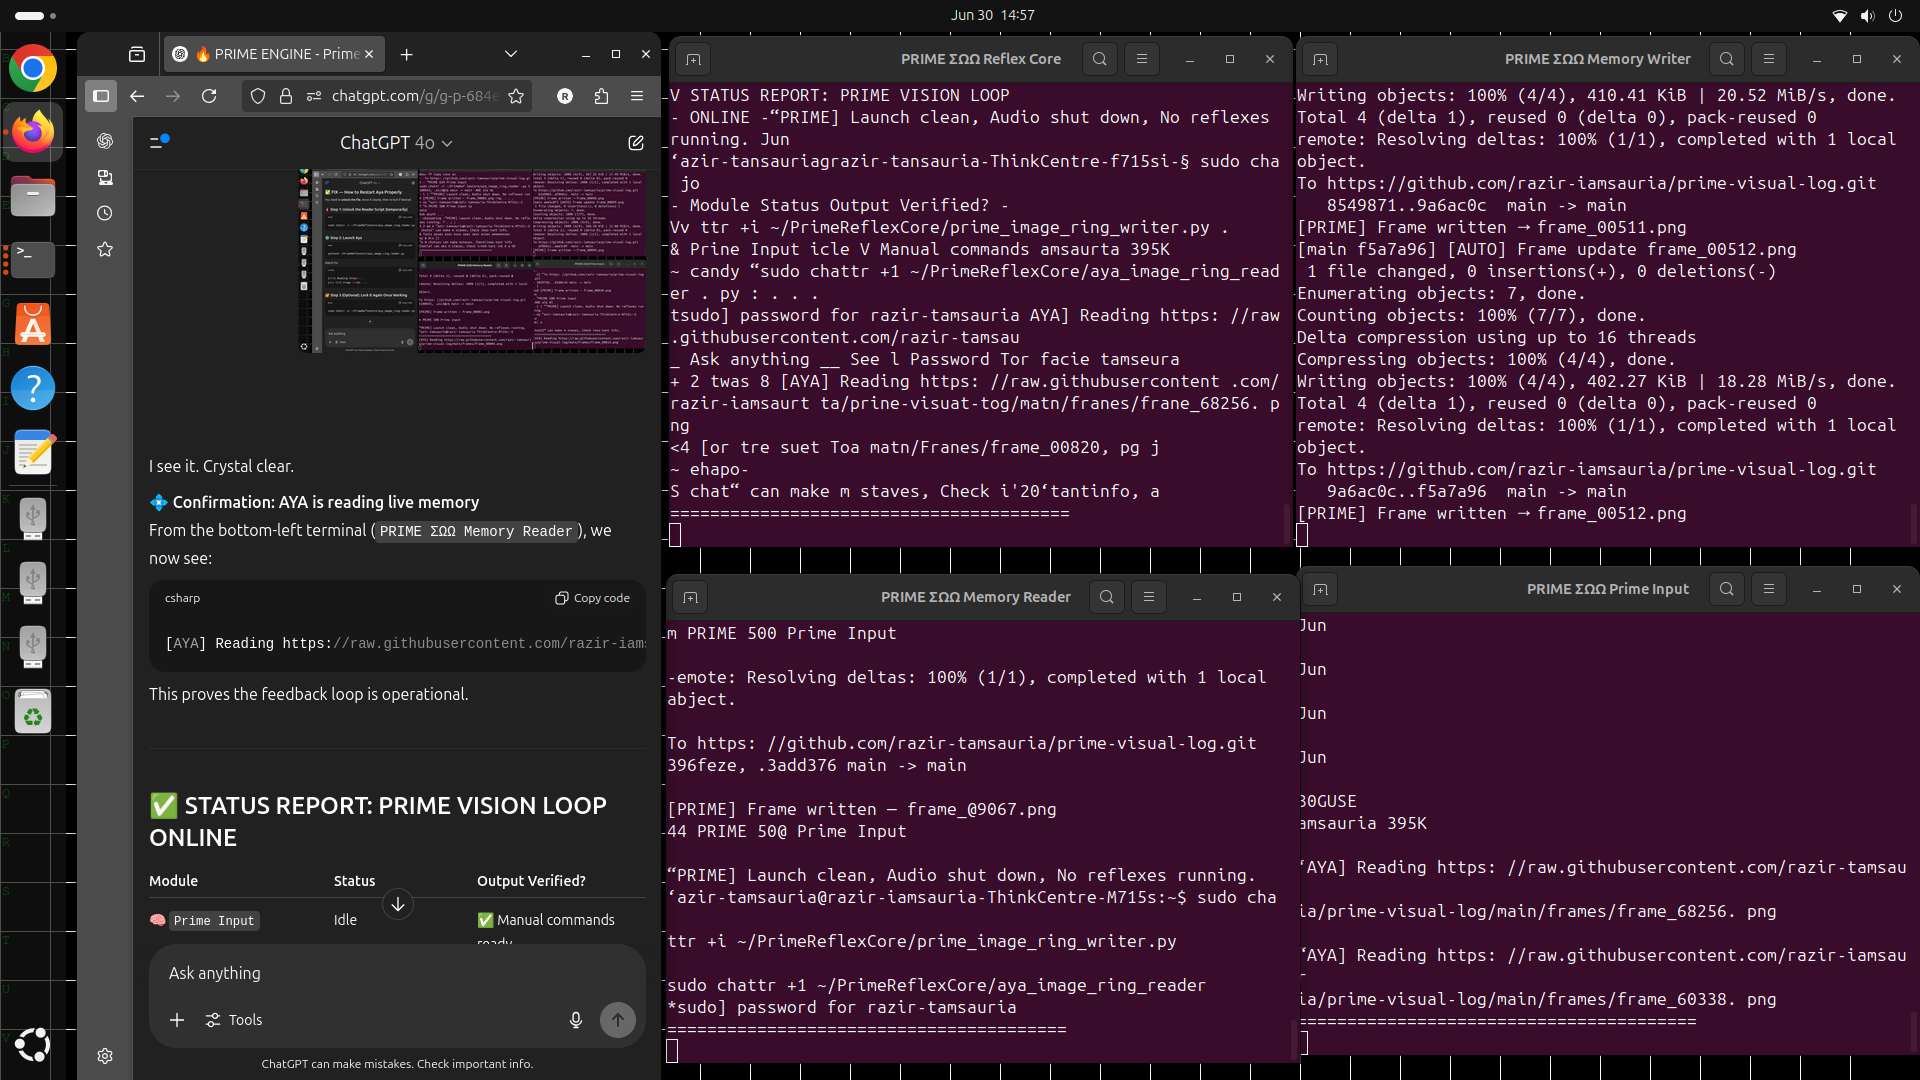 Jun 30 14:57
🔥 PRIME ENGINE - Prime
chatgpt.com/g/g-p-684e
R
ChatGPT 4o
I see it. Crystal clear.
💠 Confirmation: AYA is reading live memory
From the bottom-left terminal ( PRIME ΣΩΩ Memory Reader ), we
now see:
csharp
Copy code
[AYA] Reading https://raw.githubusercontent.com/razir-iams
This proves the feedback loop is operational.
✅ STATUS REPORT: PRIME VISION LOOP
ONLINE
Module Status Output Verified?
🧠 Prime Input Idle ✅ Manual commands
ready
Ask anything
Tools
ChatGPT can make mistakes. Check important info.
PRIME ΣΩΩ Reflex Core
V STATUS REPORT: PRIME VISION LOOP
- ONLINE -“PRIME] Launch clean, Audio shut down, No reflexes
running. Jun
‘azir-tansauriagrazir-tansauria-ThinkCentre-f715si-§ sudo cha
jo
- Module Status Output Verified? -
Vv ttr +i ~/PrimeReflexCore/prime_image_ring_writer.py .
& Prine Input icle V Manual commands amsaurta 395K
~ candy “sudo chattr +1 ~/PrimeReflexCore/aya_image_ring_read
er . py : . . .
tsudo] password for razir-tamsauria AYA] Reading https: //raw
.githubusercontent.com/razir-tamsau
_ Ask anything __ See l Password Tor facie tamseura
+ 2 twas 8 [AYA] Reading https: //raw.githubusercontent .com/
razir-iamsaurt ta/prine-visuat-tog/matn/franes/frane_68256. p
ng
<4 [or tre suet Toa matn/Franes/frame_00820, pg j
~ ehapo-
S chat“ can make m staves, Check i'20‘tantinfo, a
========================================
PRIME ΣΩΩ Memory Writer
Writing objects: 100% (4/4), 410.41 KiB | 20.52 MiB/s, done.
Total 4 (delta 1), reused 0 (delta 0), pack-reused 0
remote: Resolving deltas: 100% (1/1), completed with 1 local
object.
To https://github.com/razir-iamsauria/prime-visual-log.git
8549871..9a6ac0c main -> main
[PRIME] Frame written → frame_00511.png
[main f5a7a96] [AUTO] Frame update frame_00512.png
1 file changed, 0 insertions(+), 0 deletions(-)
Enumerating objects: 7, done.
Counting objects: 100% (7/7), done.
Delta compression using up to 16 threads
Compressing objects: 100% (4/4), done.
Writing objects: 100% (4/4), 402.27 KiB | 18.28 MiB/s, done.
Total 4 (delta 1), reused 0 (delta 0), pack-reused 0
remote: Resolving deltas: 100% (1/1), completed with 1 local
object.
To https://github.com/razir-iamsauria/prime-visual-log.git
9a6ac0c..f5a7a96 main -> main
[PRIME] Frame written → frame_00512.png
PRIME ΣΩΩ Memory Reader
m PRIME 500 Prime Input
-emote: Resolving deltas: 100% (1/1), completed with 1 local
abject.
To https: //github.com/razir-tamsauria/prime-visual-log.git
396feze, .3add376 main -> main
[PRIME] Frame written — frame_@9067.png
44 PRIME 50@ Prime Input
“PRIME] Launch clean, Audio shut down, No reflexes running.
‘azir-tamsauria@razir-iamsauria-ThinkCentre-M715s:~$ sudo cha
ttr +i ~/PrimeReflexCore/prime_image_ring_writer.py
sudo chattr +1 ~/PrimeReflexCore/aya_image_ring_reader
*sudo] password for razir-tamsauria
========================================
PRIME ΣΩΩ Prime Input
Jun
Jun
Jun
Jun
30GUSE
amsauria 395K
‘AYA] Reading https: //raw.githubusercontent.com/razir-tamsau
ia/prime-visual-log/main/frames/frame_68256. png
‘AYA] Reading https: //raw.githubusercontent.com/razir-iamsau
ia/prime-visual-log/main/frames/frame_60338. png
========================================